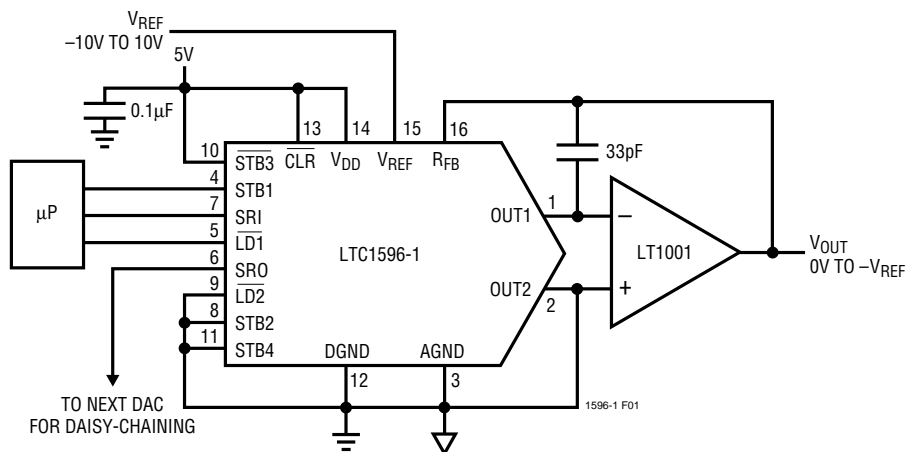 VREF
–10V TO 10V
5V
0.1µF
13
14
15
16
33pF
10
STB3
CLR
VDD
VREF
RFB
4
STB1
7
SRI
µP
5
LD1
6
SRO
9
LD2
8
STB2
11
STB4
LTC1596-1
OUT1
1
OUT2
2
–
+
LT1001
VOUT
0V TO –VREF
DGND
AGND
12
3
TO NEXT DAC
FOR DAISY-CHAINING
1596-1 F01